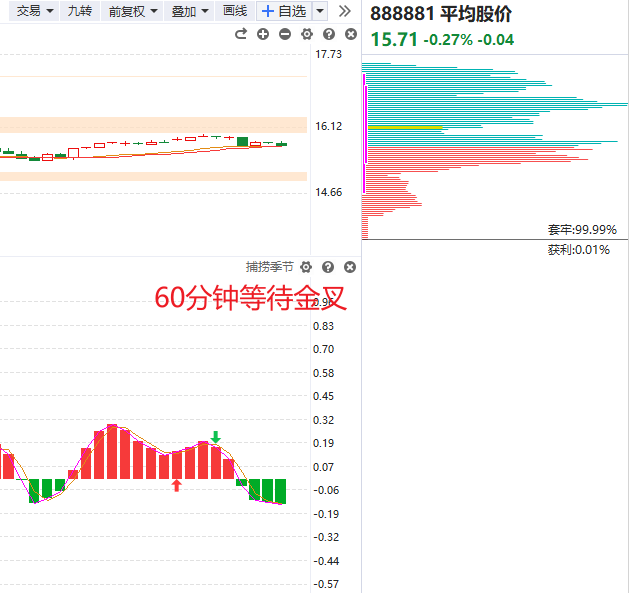 交易 九转 前复权 叠加 画线 自选
888881 平均股价
15.71 -0.27% -0.04
17.73
16.12
14.66
套牢:99.99%
获利:0.01%
捕捞季节
60分钟等待金叉
0.96
0.83
0.70
0.58
0.45
0.32
0.19
0.07
-0.06
-0.19
-0.32
-0.44
-0.57